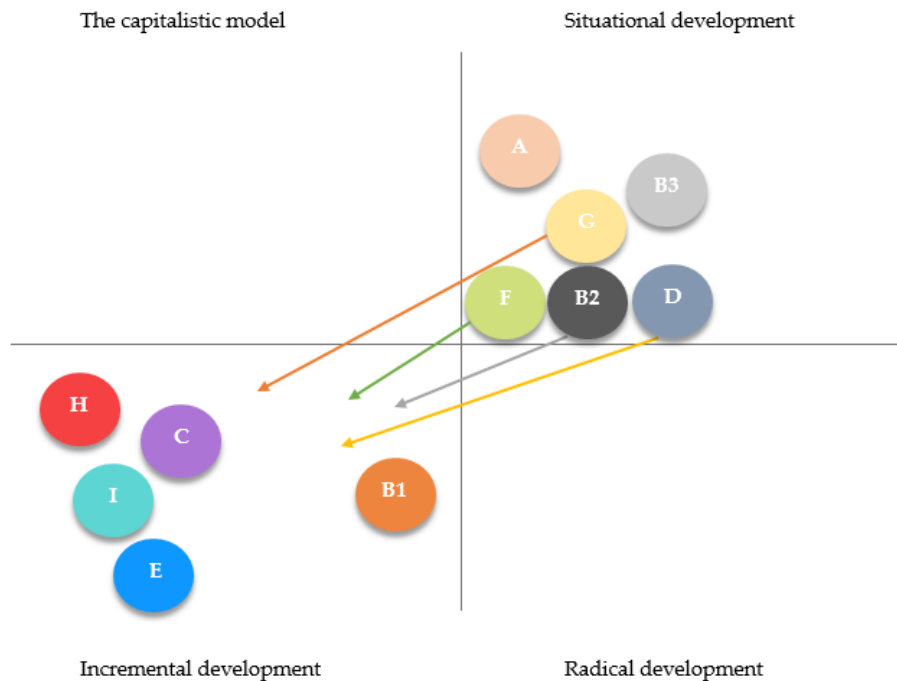 The capitalistic model
Situational development
A
B3
G
F
B2
D
H
C
B1
I
E
Incremental development
Radical development